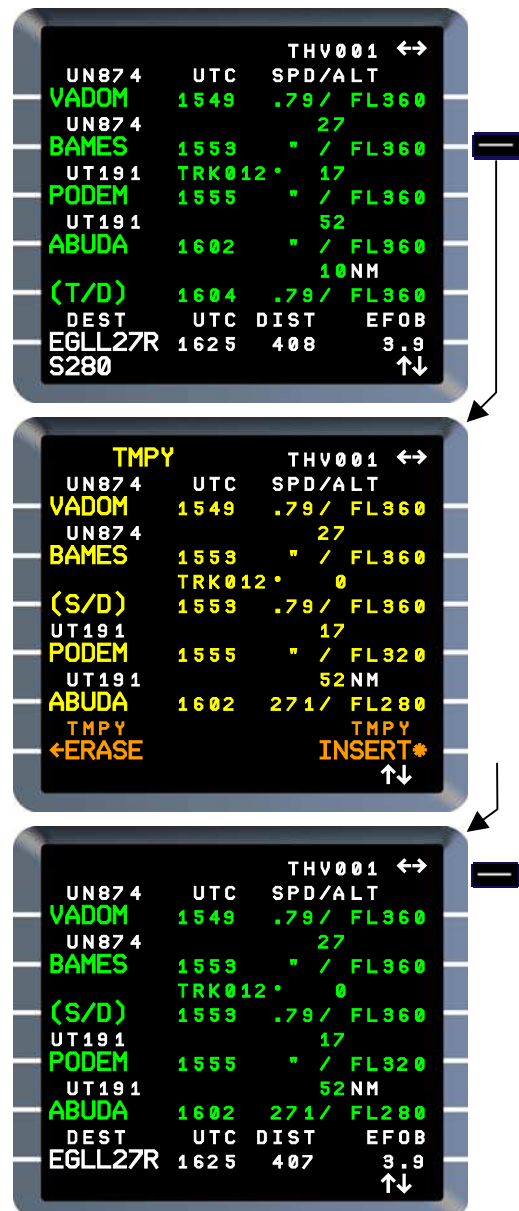 THV001 ←→
UN874 UTC SPD/ALT
VADOM 1549 .79/ FL360
UN874 27
BAMES 1553 " / FL360
UT191 TRK012° 17
PODEM 1555 " / FL360
UT191 52
ABUDA 1602 " / FL360
10NM
(T/D) 1604 .79/ FL360
DEST UTC DIST EFOB
EGLL27R 1625 408 3.9
S280 ↑↓
TMPY THV001 ←→
UN874 UTC SPD/ALT
VADOM 1549 .79/ FL360
UN874 27
BAMES 1553 " / FL360
TRK012° 0
(S/D) 1553 .79/ FL360
UT191 17
PODEM 1555 " / FL320
UT191 52NM
ABUDA 1602 271/ FL280
TMPY TMPY
←ERASE INSERT*
↑↓
THV001 ←→
UN874 UTC SPD/ALT
VADOM 1549 .79/ FL360
UN874 27
BAMES 1553 " / FL360
TRK012° 0
(S/D) 1553 .79/ FL360
UT191 17
PODEM 1555 " / FL320
UT191 52NM
ABUDA 1602 271/ FL280
DEST UTC DIST EFOB
EGLL27R 1625 407 3.9
↑↓